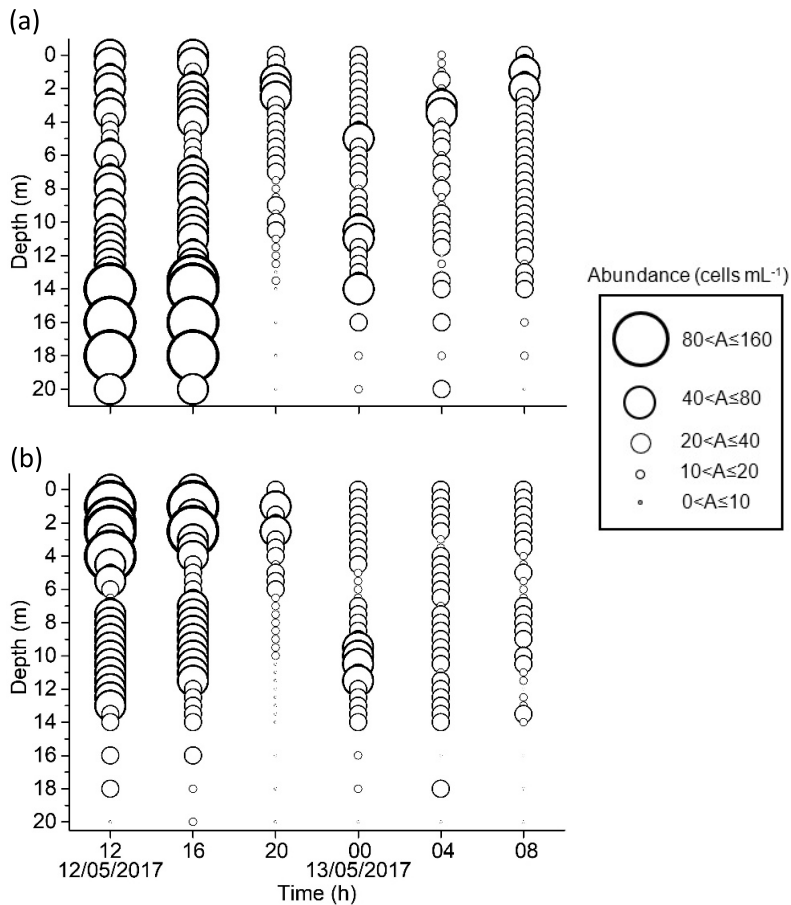 (a)
0
2
4
6
8
10
12
14
16
18
20
Depth (m)
Abundance (cells mL-1)
80<A≤160
40<A≤80
20<A≤40
10<A≤20
0<A≤10
(b)
0
2
4
6
8
10
12
14
16
18
20
Depth (m)
12 16 20 00 04 08
12/05/2017 13/05/2017
Time (h)